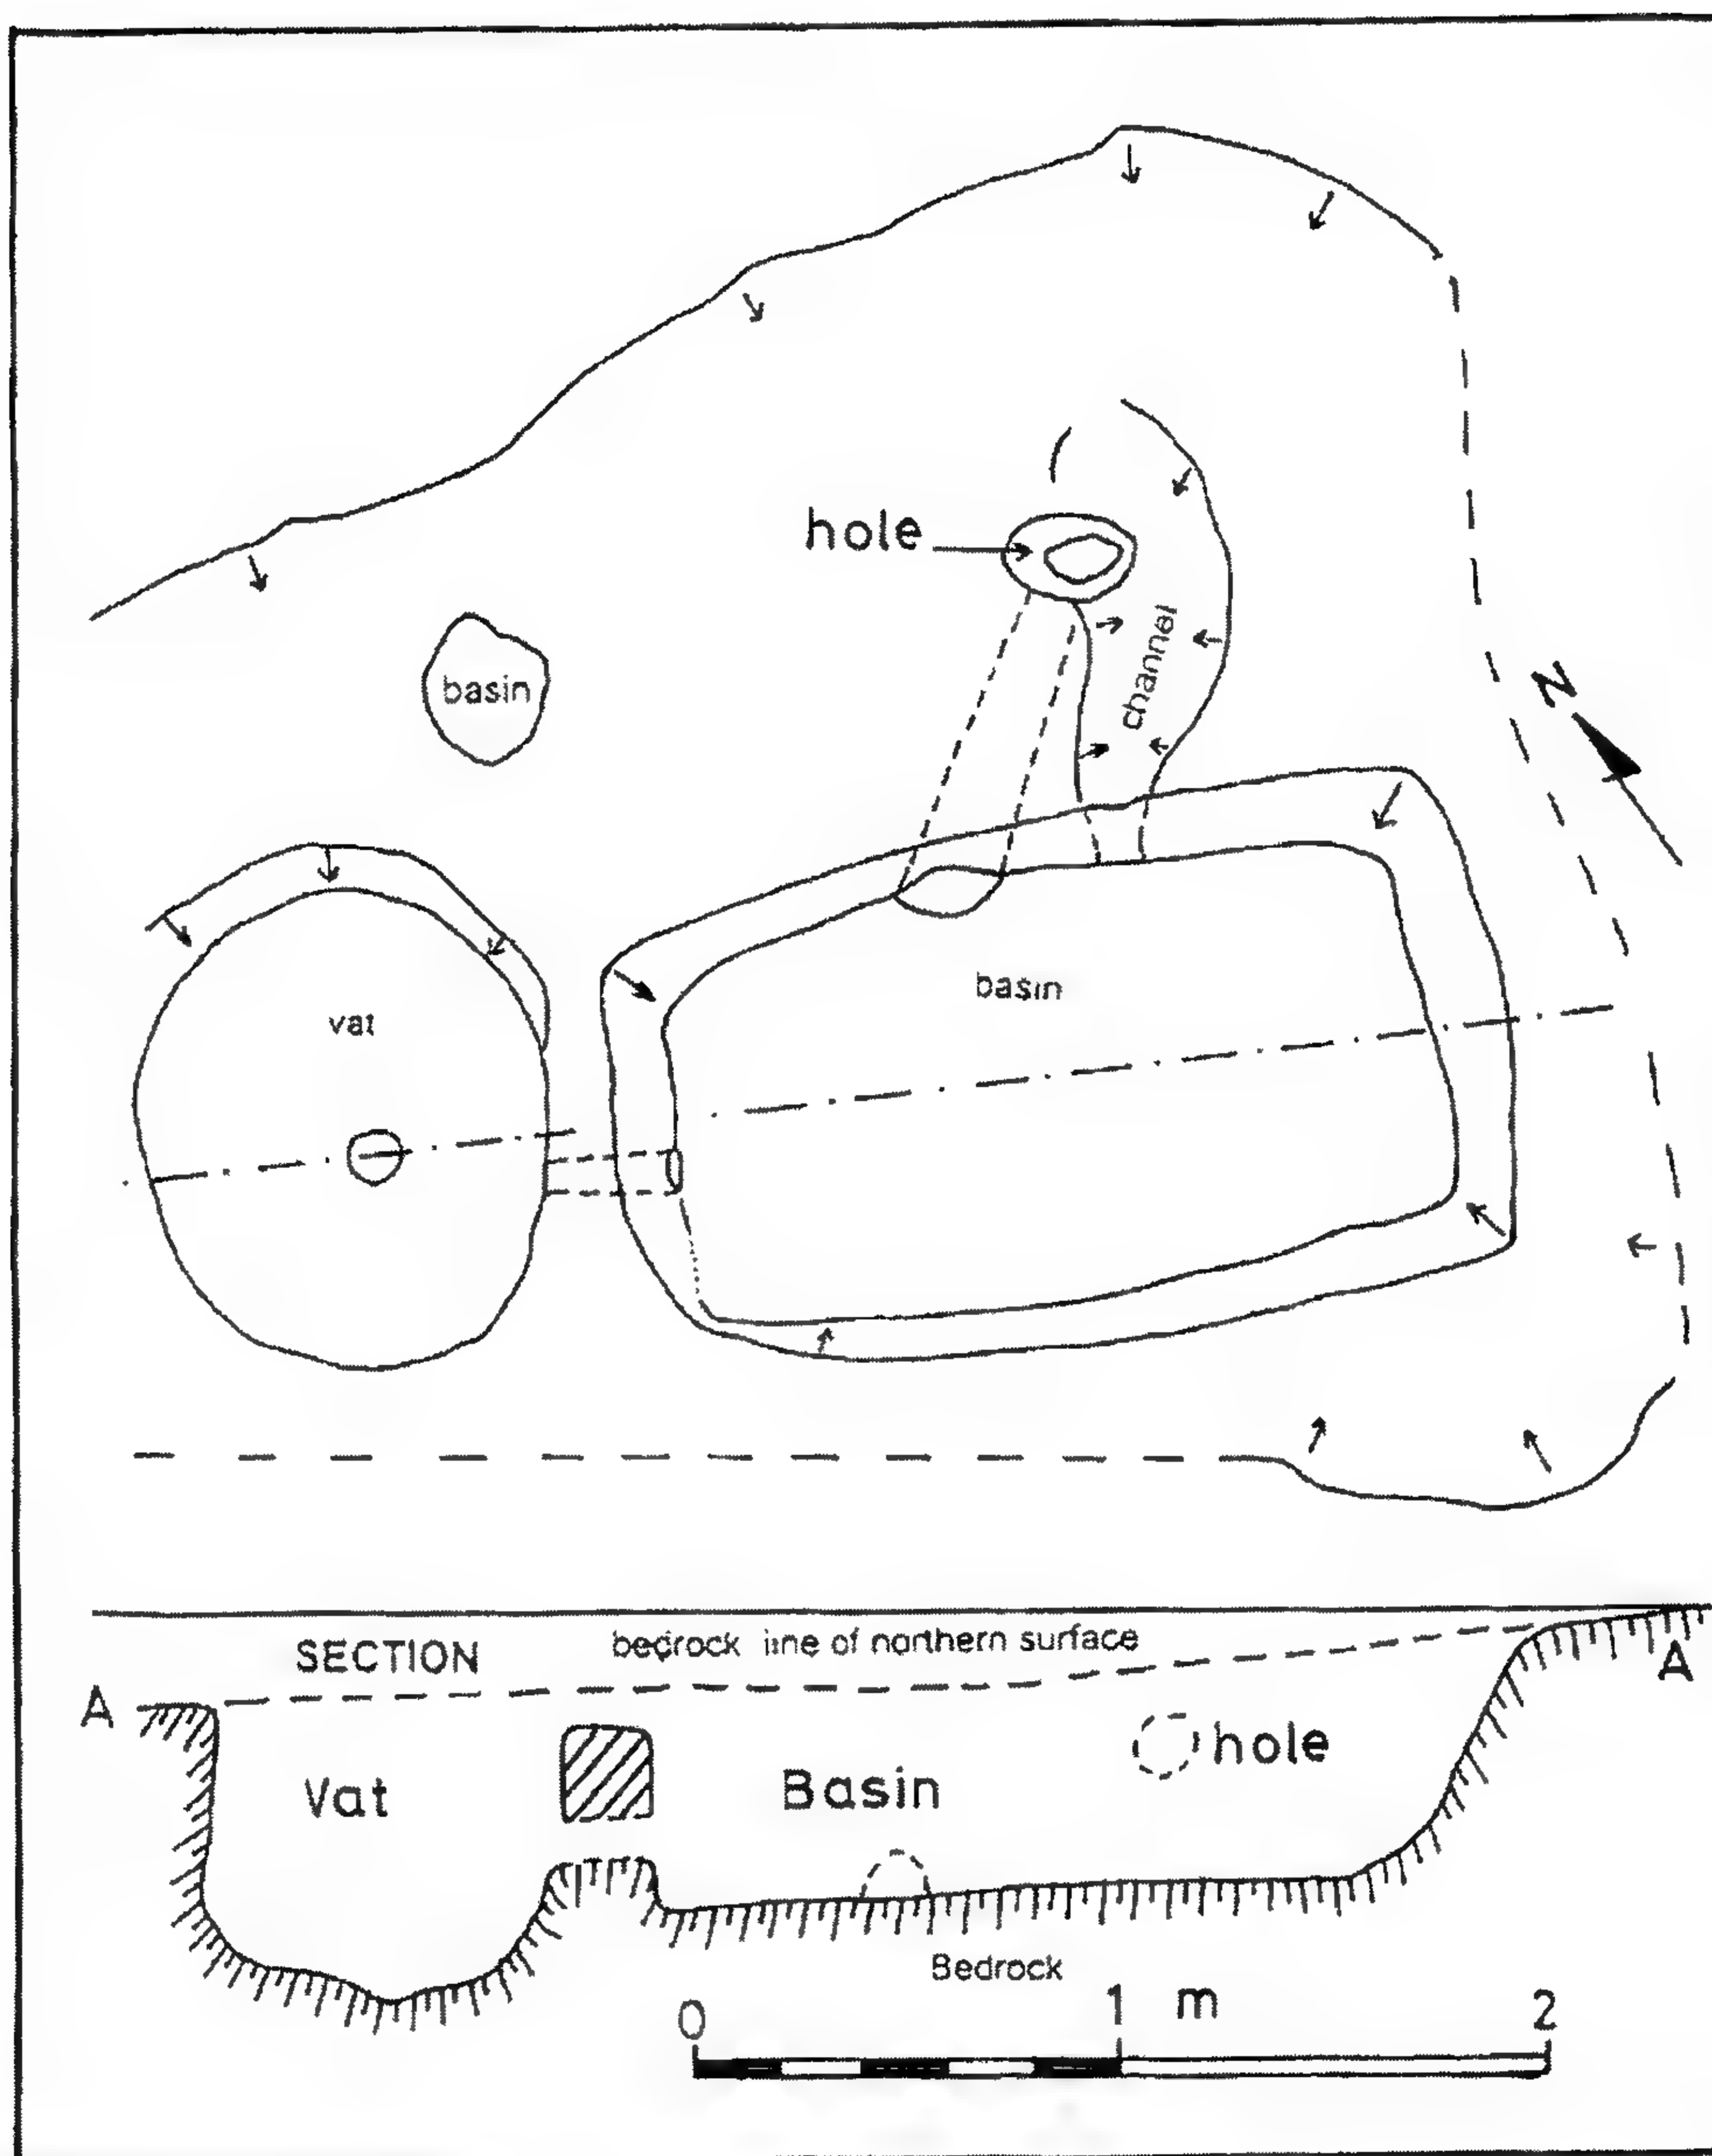 hole
channel
basin
N
basin
vat
SECTION
bedrock line of northern surface
A
A
hole
Vat
Basin
Bedrock
0 1 m 2